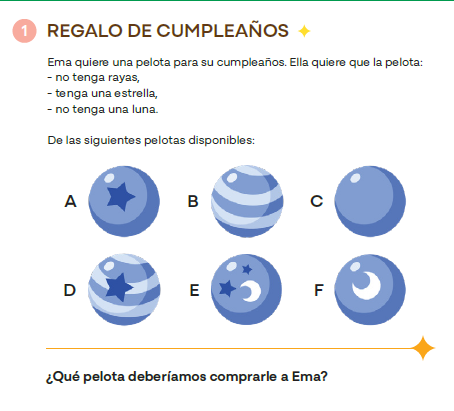 1 REGALO DE CUMPLEAÑOS
Ema quiere una pelota para su cumpleaños. Ella quiere que la pelota:
- no tenga rayas,
- tenga una estrella,
- no tenga una luna.
De las siguientes pelotas disponibles:
A B C
D E F
¿Qué pelota deberíamos comprarle a Ema?